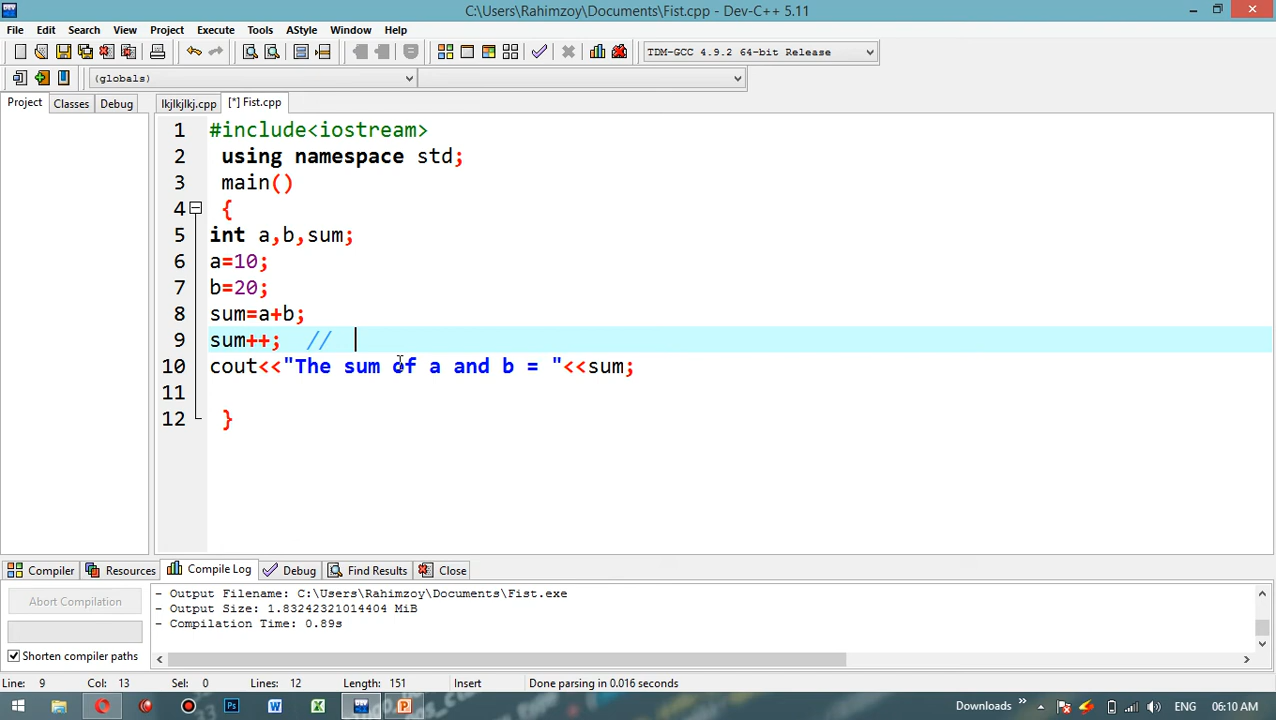 C:\Users\Rahimzoy\Documents\Fist.cpp - Dev-C++ 5.11
File Edit Search View Project Execute Tools AStyle Window Help
TDM-GCC 4.9.2 64-bit Release
(globals)
Project Classes Debug lkjlkjlkj.cpp [*] Fist.cpp
1 #include<iostream>
2 using namespace std;
3 main()
4 {
5 int a,b,sum;
6 a=10;
7 b=20;
8 sum=a+b;
9 sum++; //
10 cout<<"The sum of a and b = "<<sum;
11
12 }
Compiler Resources Compile Log Debug Find Results Close
Abort Compilation
Shorten compiler paths
- Output Filename: C:\Users\Rahimzoy\Documents\Fist.exe
- Output Size: 1.83242321014404 MiB
- Compilation Time: 0.89s
Line: 9 Col: 13 Sel: 0 Lines: 12 Length: 151 Insert Done parsing in 0.016 seconds
Downloads ENG 06:10 AM